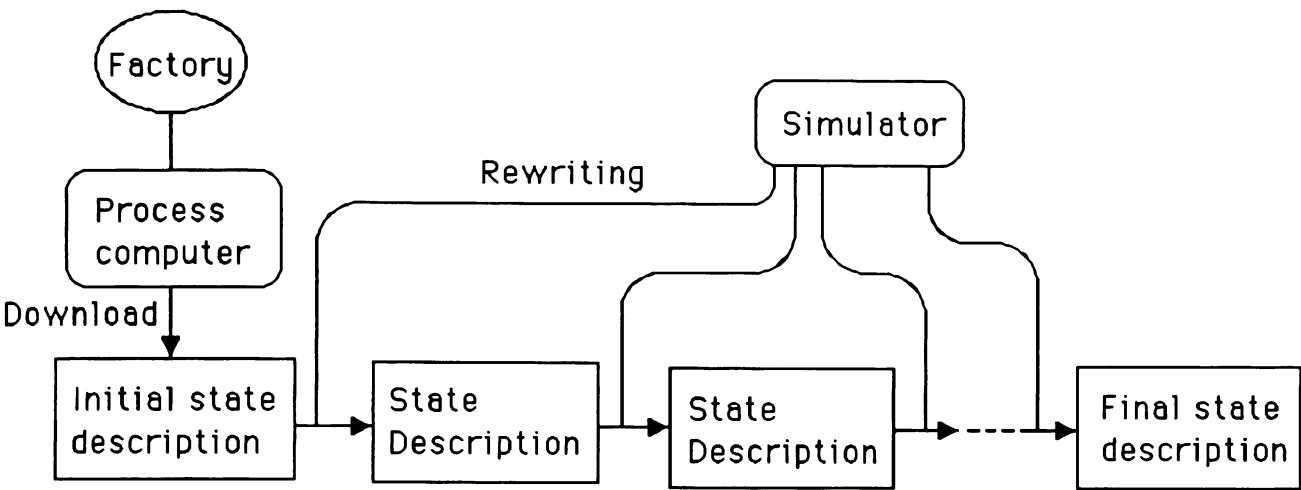 Factory
Simulator
Rewriting
Process
computer
Download
Initial state
description
State
Description
State
Description
Final state
description